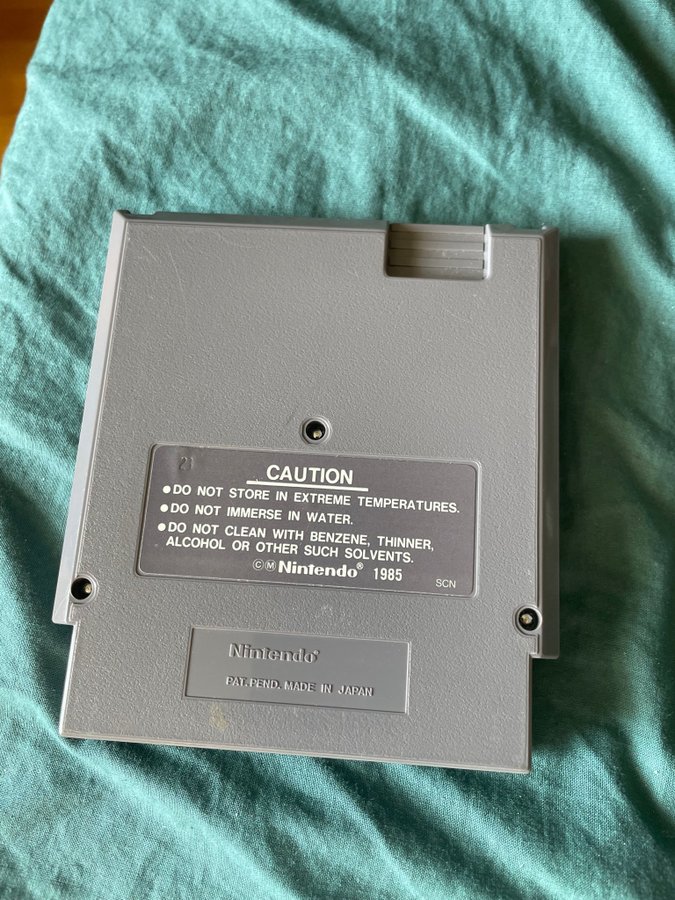 21
CAUTION
•DO NOT STORE IN EXTREME TEMPERATURES.
•DO NOT IMMERSE IN WATER.
•DO NOT CLEAN WITH BENZENE, THINNER,
ALCOHOL OR OTHER SUCH SOLVENTS.
©Ⓜ Nintendo® 1985
SCN
Nintendo®
PAT. PEND. MADE IN JAPAN